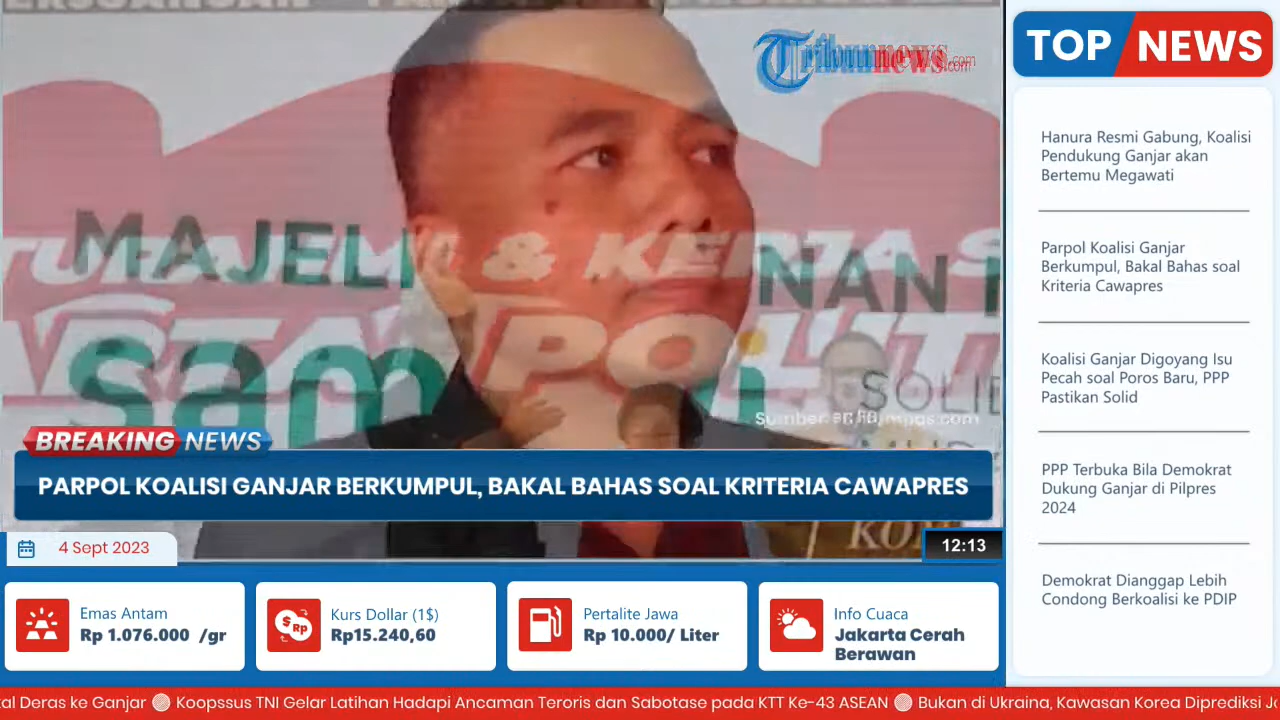 Tribunnews.com
TOP NEWS
Hanura Resmi Gabung, Koalisi
Pendukung Ganjar akan
Bertemu Megawati
Parpol Koalisi Ganjar
Berkumpul, Bakal Bahas soal
Kriteria Cawapres
Koalisi Ganjar Digoyang Isu
Pecah soal Poros Baru, PPP
Pastikan Solid
PPP Terbuka Bila Demokrat
Dukung Ganjar di Pilpres
2024
Demokrat Dianggap Lebih
Condong Berkoalisi ke PDIP
& KERJA S
POLIT
BREAKING NEWS
PARPOL KOALISI GANJAR BERKUMPUL, BAKAL BAHAS SOAL KRITERIA CAWAPRES
4 Sept 2023
12:13
Emas Antam
Rp 1.076.000 /gr
Kurs Dollar (1$)
Rp15.240,60
Pertalite Jawa
Rp 10.000/ Liter
Info Cuaca
Jakarta Cerah
Berawan
al Deras ke Ganjar Koopssus TNI Gelar Latihan Hadapi Ancaman Teroris dan Sabotase pada KTT Ke-43 ASEAN Bukan di Ukraina, Kawasan Korea Diprediksi